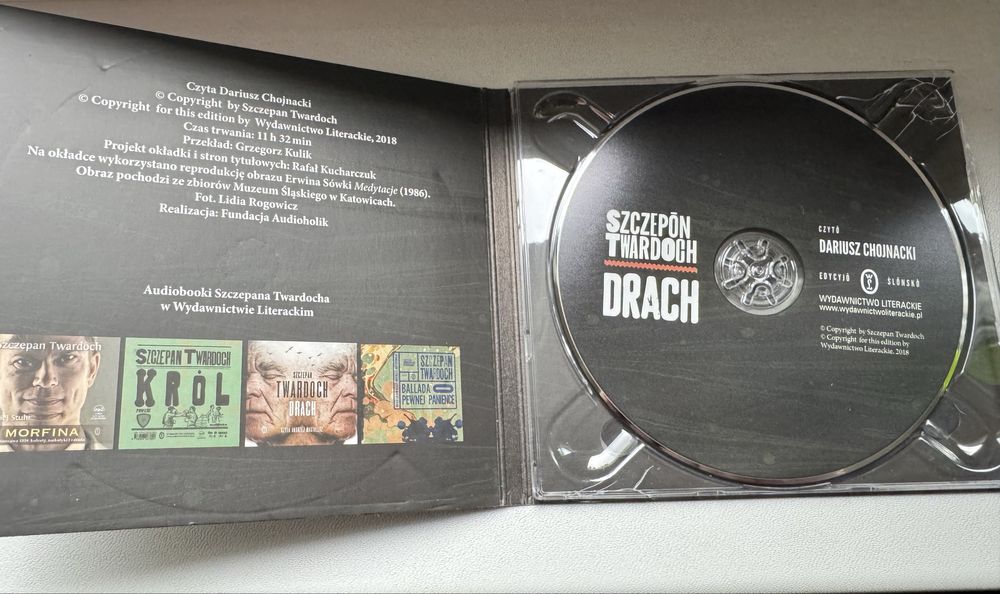 Czyta Dariusz Chojnacki
© Copyright by Szczepan Twardoch
© Copyright for this edition by Wydawnictwo Literackie, 2018
Czas trwania: 11 h 32 min
Przekład: Grzegorz Kulik
Projekt okładki i stron tytułowych: Rafał Kucharczuk
Na okładce wykorzystano reprodukcję obrazu Erwina Sówki Medytacje (1986).
Obraz pochodzi ze zbiorów Muzeum Śląskiego w Katowicach.
Fot. Lidia Rogowicz
Realizacja: Fundacja Audioholik
Audiobooki Szczepana Twardocha
w Wydawnictwie Literackim
Szczepan Twardoch
MORFINA
SZCZEPAN TWARDOCH
KRÓL
SZCZEPAN
TWARDOCH
DRACH
SZCZEPAN
TWARDOCH
BALLADA O
PEWNEJ PANIENCE
SZCZEPŌN
TWARDOCH
DRACH
CZYTŎ
DARIUSZ CHOJNACKI
EDYCYJŎ ŚLŌNSKŎ
WYDAWNICTWO LITERACKIE
www.wydawnictwoliterackie.pl
© Copyright by Szczepan Twardoch
© Copyright for this edition by
Wydawnictwo Literackie, 2018